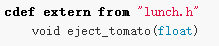 cdef extern from "lunch.h"
    void eject_tomato(float)